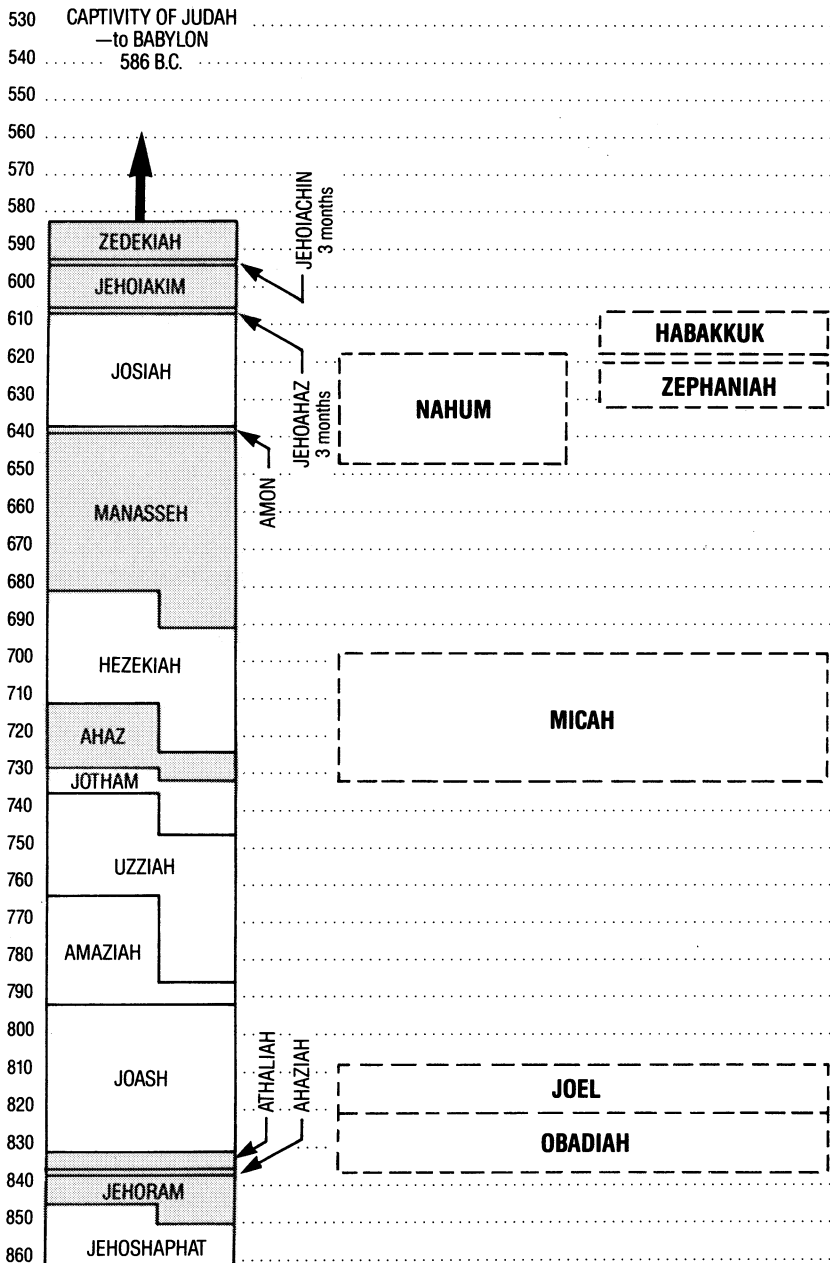 530
CAPTIVITY OF JUDAH
—to BABYLON
540
586 B.C.
550
560
570
580
JEHOIACHIN
3 months
ZEDEKIAH
590
JEHOIAKIM
600
610
HABAKKUK
620
JOSIAH
ZEPHANIAH
630
NAHUM
JEHOAHAZ
3 months
640
AMON
650
MANASSEH
660
670
680
690
HEZEKIAH
700
710
MICAH
AHAZ
720
730
JOTHAM
740
750
UZZIAH
760
770
AMAZIAH
780
790
800
ATHALIAH
AHAZIAH
810
JOASH
JOEL
820
830
OBADIAH
840
JEHORAM
850
JEHOSHAPHAT
860